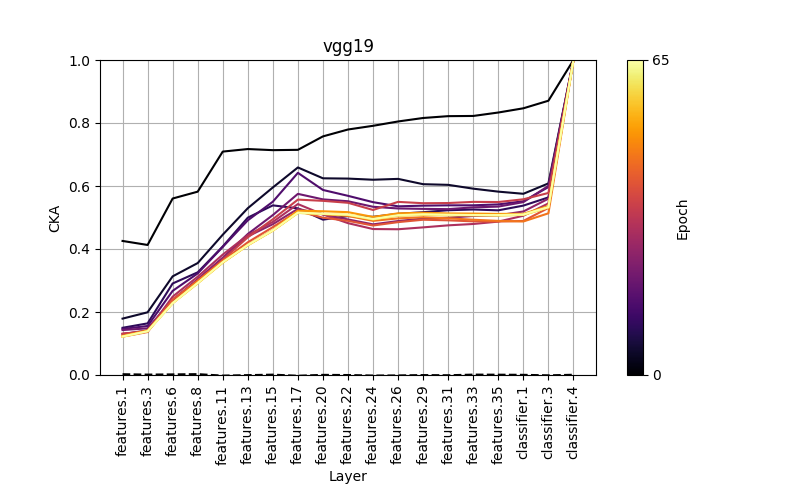 vgg19
1.0
0.8
0.6
0.4
0.2
0.0
CKA
features.1
features.3
features.6
features.8
features.11
features.13
features.15
features.17
features.20
features.22
features.24
features.26
features.29
features.31
features.33
features.35
classifier.1
classifier.3
classifier.4
Layer
65
0
Epoch